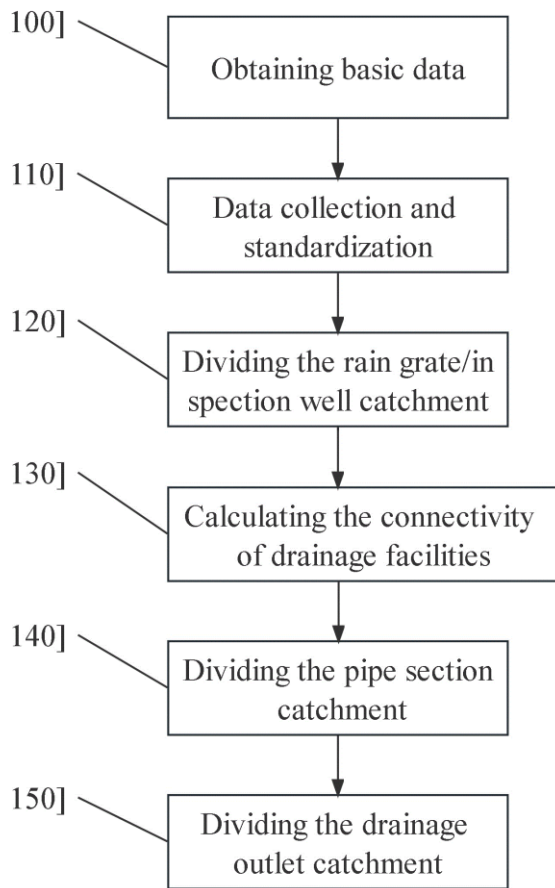 100]
Obtaining basic data
110]
Data collection and
standardization
120]
Dividing the rain grate/in
spection well catchment
130]
Calculating the connectivity
of drainage facilities
140]
Dividing the pipe section
catchment
150]
Dividing the drainage
outlet catchment